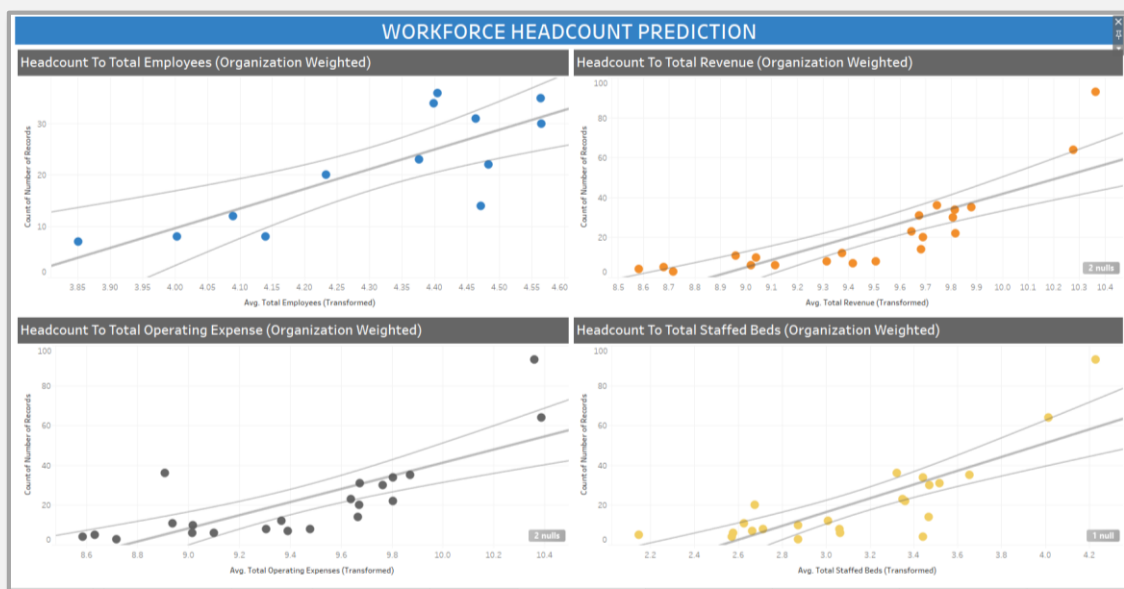 WORKFORCE HEADCOUNT PREDICTION
Headcount To Total Employees (Organization Weighted)
Count of Number of Records
30
20
10
0
3.85 3.90 3.95 4.00 4.05 4.10 4.15 4.20 4.25 4.30 4.35 4.40 4.45 4.50 4.55 4.60
Avg. Total Employees (Transformed)
Headcount To Total Revenue (Organization Weighted)
Count of Number of Records
100
80
60
40
20
0
2 nulls
8.5 8.6 8.7 8.8 8.9 9.0 9.1 9.2 9.3 9.4 9.5 9.6 9.7 9.8 9.9 10.0 10.1 10.2 10.3 10.4
Avg. Total Revenue (Transformed)
Headcount To Total Operating Expense (Organization Weighted)
Count of Number of Records
100
80
60
40
20
0
2 nulls
8.6 8.8 9.0 9.2 9.4 9.6 9.8 10.0 10.2 10.4
Avg. Total Operating Expenses (Transformed)
Headcount To Total Staffed Beds (Organization Weighted)
Count of Number of Records
100
80
60
40
20
0
1 null
2.2 2.4 2.6 2.8 3.0 3.2 3.4 3.6 3.8 4.0 4.2
Avg. Total Staffed Beds (Transformed)